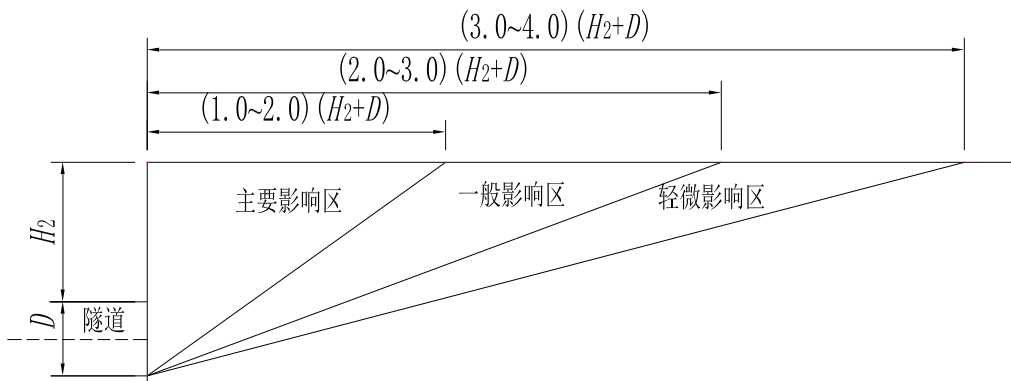 (3.0~4.0)(H2+D)
(2.0~3.0)(H2+D)
(1.0~2.0)(H2+D)
主要影响区
一般影响区
轻微影响区
H2
D
隧道